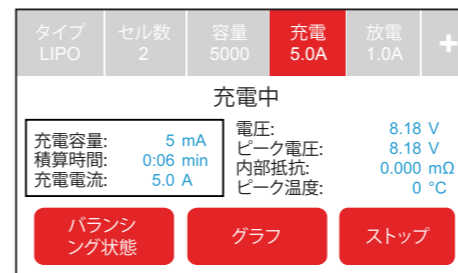 タイプ セル数 容量 充電 放電 +
LIPO 2 5000 5.0A 1.0A
充電中
充電容量: 5 mA
積算時間: 0:06 min
充電電流: 5.0 A
電圧: 8.18 V
ピーク電圧: 8.18 V
内部抵抗: 0.000 mΩ
ピーク温度: 0 °C
バランシ
ング状態
グラフ
ストップ